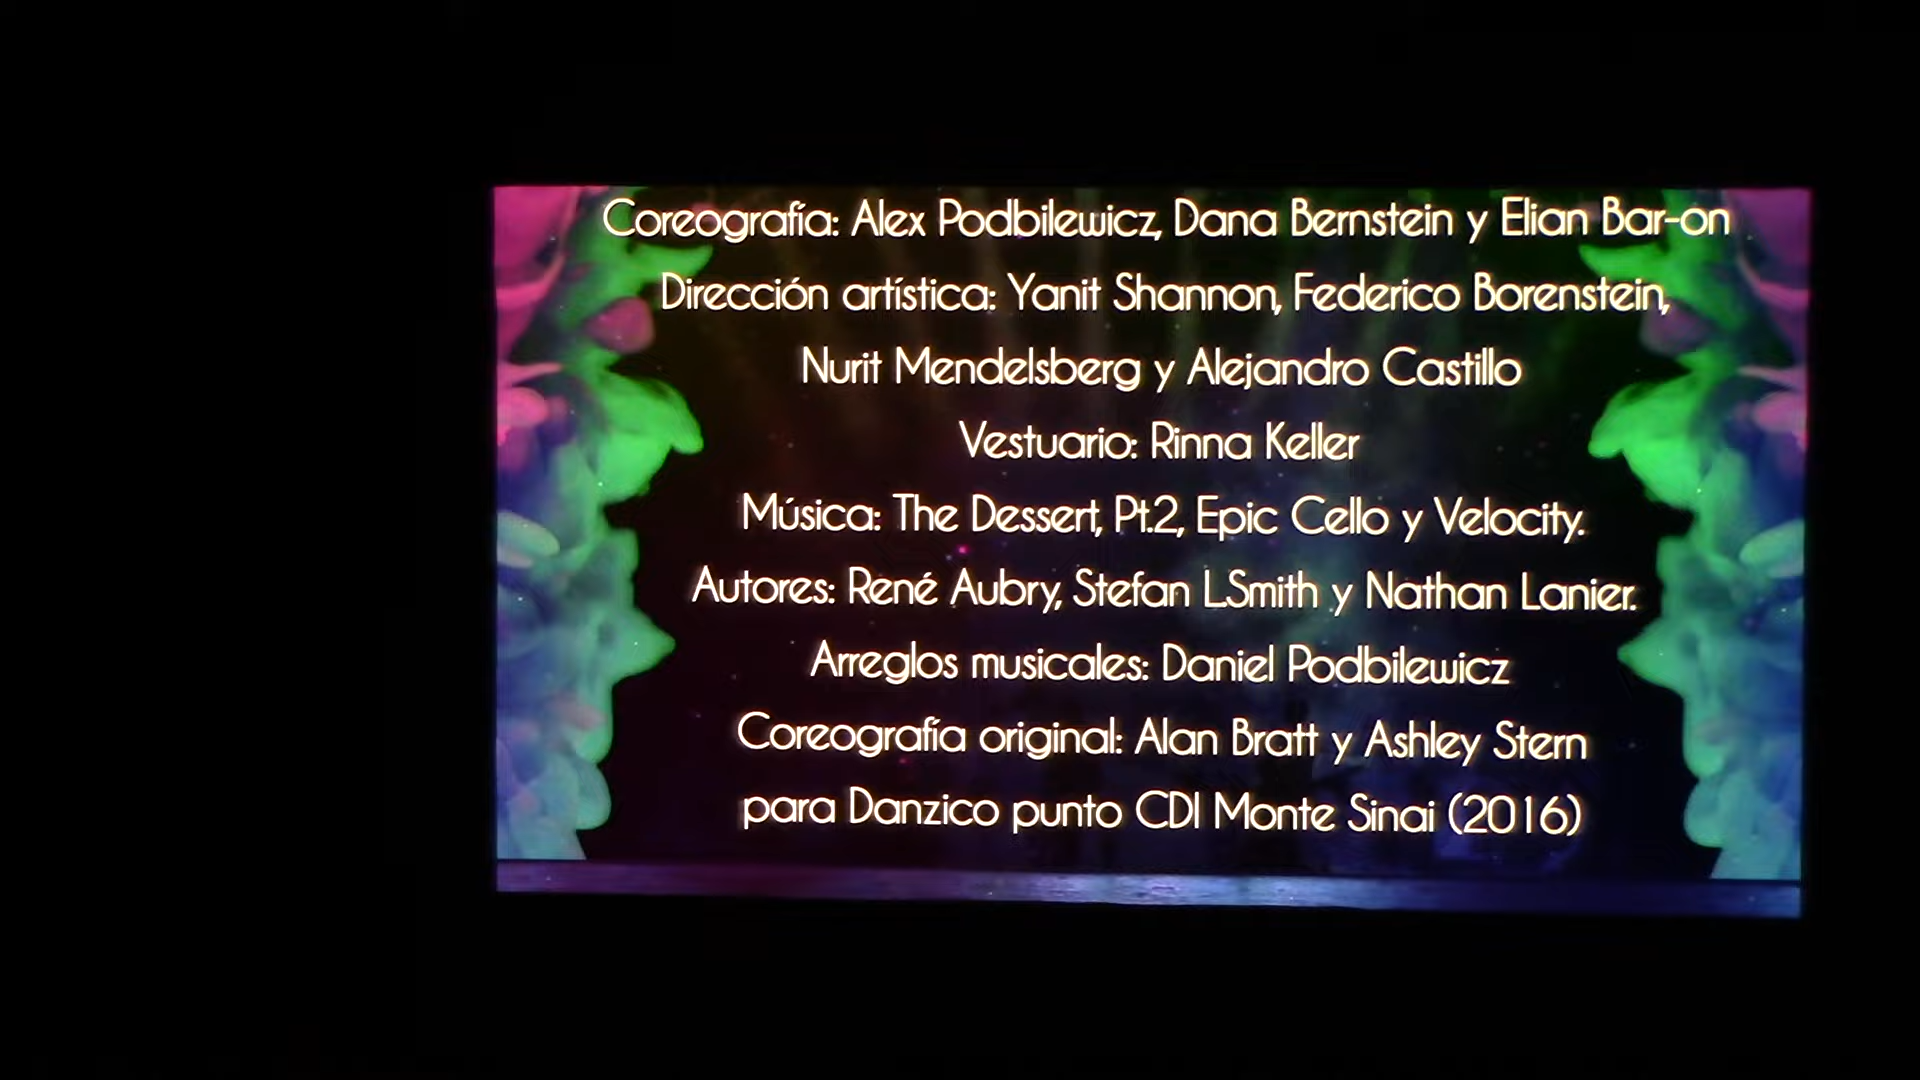 Coreografía: Alex Podbilewicz, Dana Bernstein y Elian Bar-on
Dirección artística: Yanit Shannon, Federico Borenstein,
Nurit Mendelsberg y Alejandro Castillo
Vestuario: Rinna Keller
Música: The Dessert, Pt.2, Epic Cello y Velocity.
Autores: René Aubry, Stefan LSmith y Nathan Lanier.
Arreglos musicales: Daniel Podbilewicz
Coreografía original: Alan Bratt y Ashley Stern
para Danzico punto CDI Monte Sinai (2016)